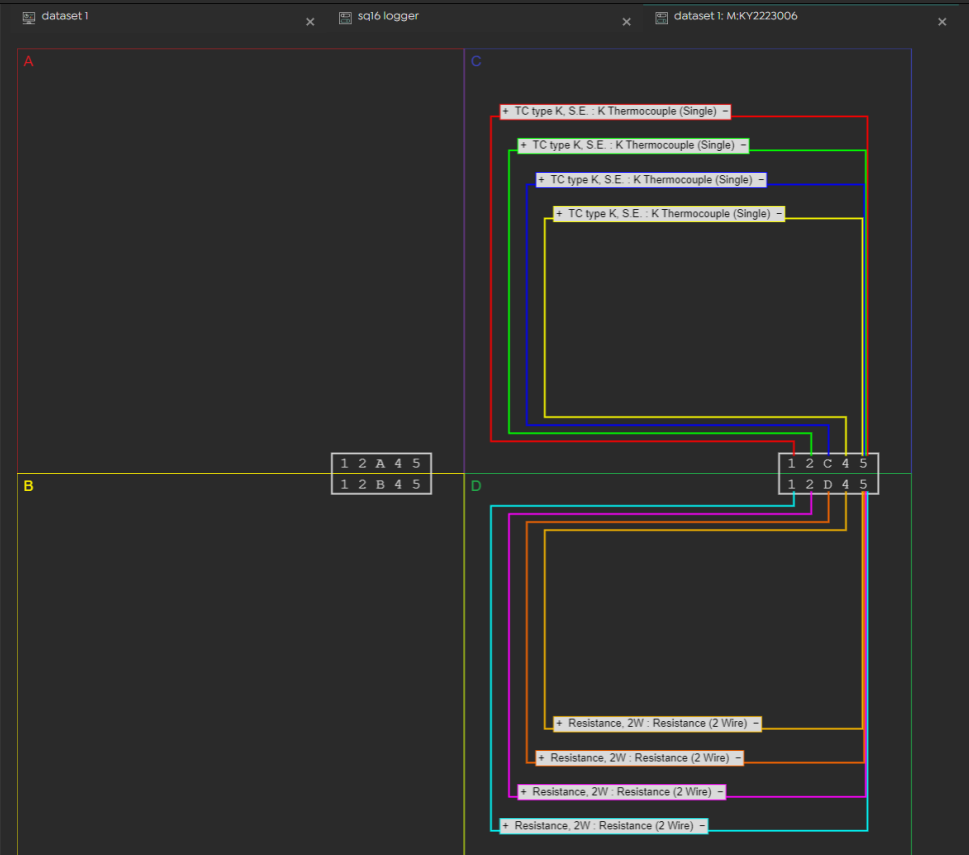 dataset 1 × sq16 logger × dataset 1: M:KY2223006 ×
A
C
+ TC type K, S.E. : K Thermocouple (Single) −
+ TC type K, S.E. : K Thermocouple (Single) −
+ TC type K, S.E. : K Thermocouple (Single) −
+ TC type K, S.E. : K Thermocouple (Single) −
1 2 A 4 5
1 2 B 4 5
1 2 C 4 5
1 2 D 4 5
B
D
+ Resistance, 2W : Resistance (2 Wire) −
+ Resistance, 2W : Resistance (2 Wire) −
+ Resistance, 2W : Resistance (2 Wire) −
+ Resistance, 2W : Resistance (2 Wire) −